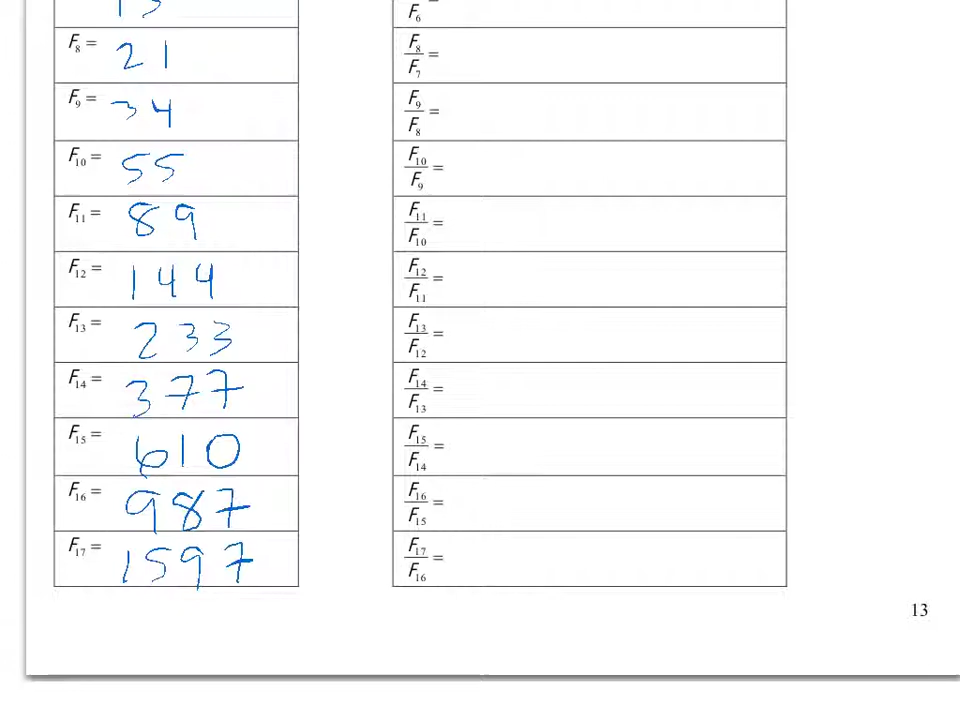 13
F6 =
F8 = 21
F8/F7 =
F9 = 34
F9/F8 =
F10 = 55
F10/F9 =
F11 = 89
F11/F10 =
F12 = 144
F12/F11 =
F13 = 233
F13/F12 =
F14 = 377
F14/F13 =
F15 = 610
F15/F14 =
F16 = 987
F16/F15 =
F17 = 1597
F17/F16 =
13